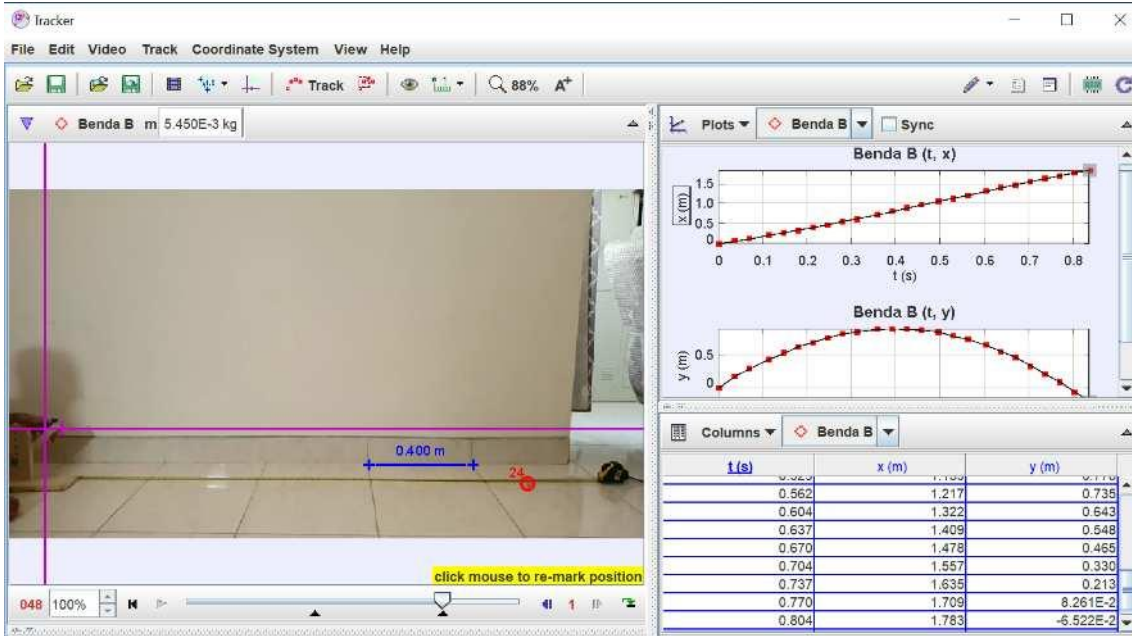 Tracker
File Edit Video Track Coordinate System View Help
Track 88% A+
Benda B m 5.450E-3 kg
Plots Benda B Sync
Benda B (t, x)
x (m)
1.5
1.0
0.5
0
0 0.1 0.2 0.3 0.4 0.5 0.6 0.7 0.8
t (s)
Benda B (t, y)
y (m)
0.5
0
0.400 m
24
click mouse to re-mark position
048 100% 1
Columns Benda B
t (s) x (m) y (m)
0.562 1.217 0.735
0.604 1.322 0.643
0.637 1.409 0.548
0.670 1.478 0.465
0.704 1.557 0.330
0.737 1.635 0.213
0.770 1.709 8.261E-2
0.804 1.783 -6.522E-2